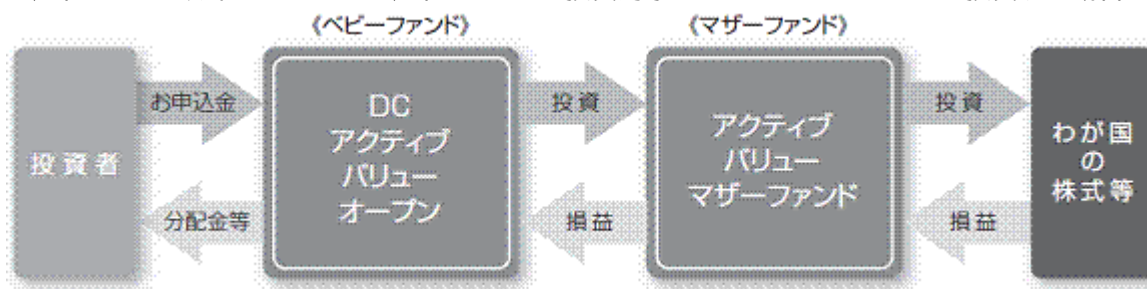 《ベビーファンド》
《マザーファンド》
投資者
お申込金
分配金等
DC
アクティブ
バリュー
オープン
投資
損益
アクティブ
バリュー
マザーファンド
投資
損益
わが国
の
株式等